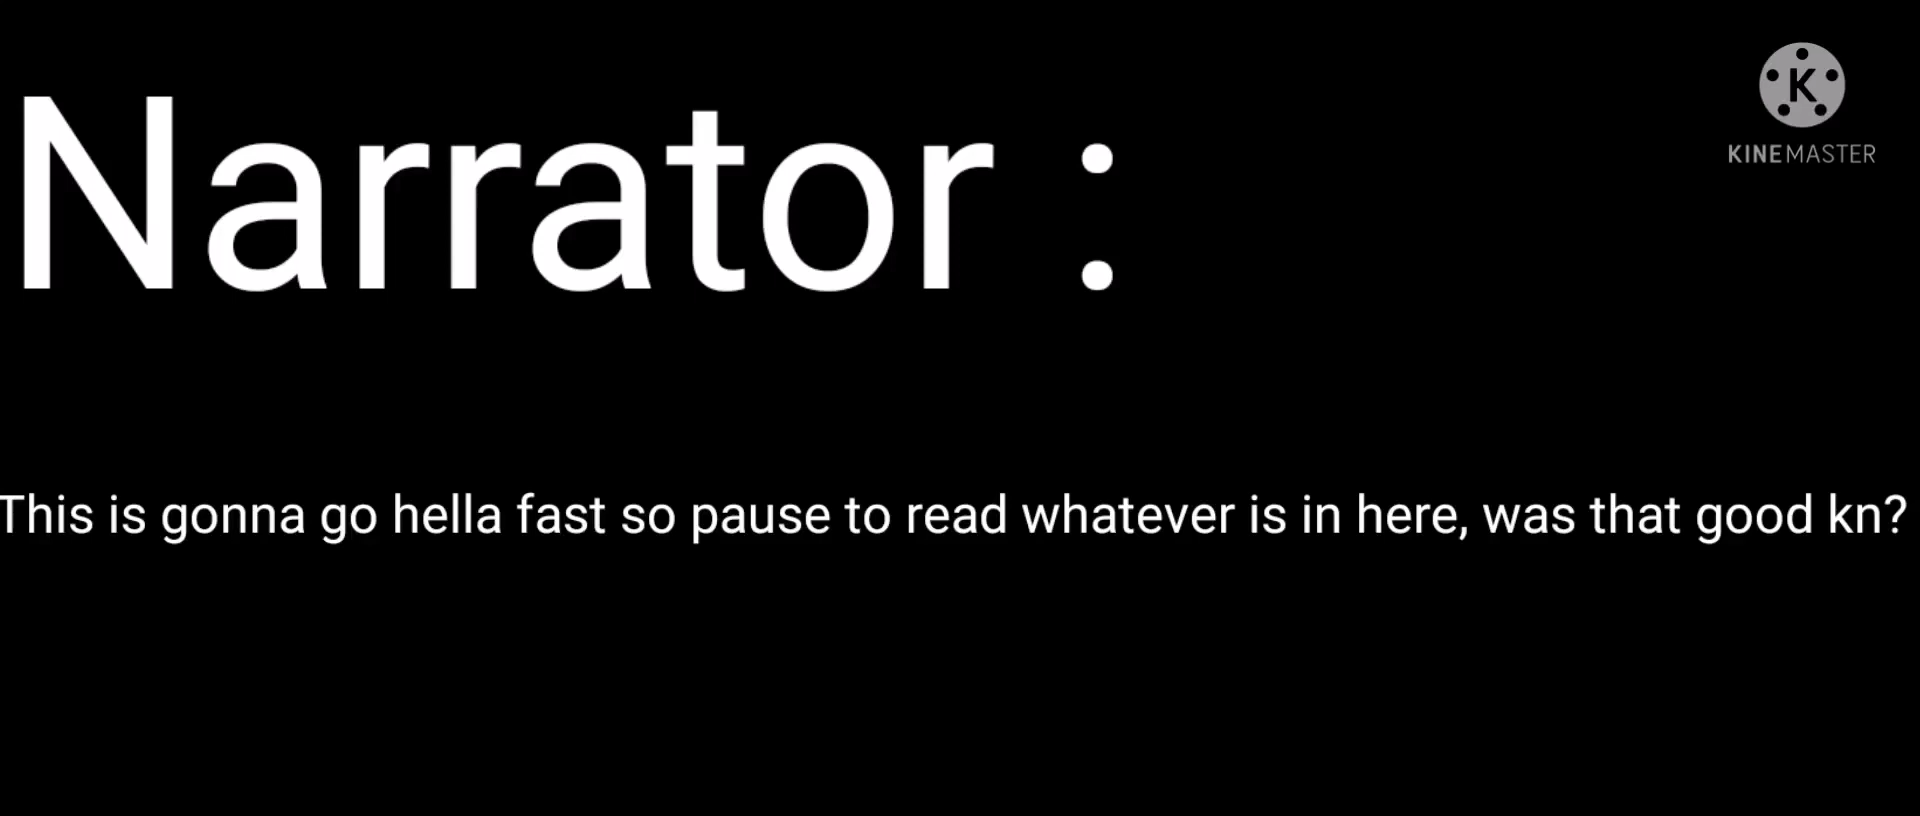 Narrator :
K
KINEMASTER
This is gonna go hella fast so pause to read whatever is in here, was that good kn?